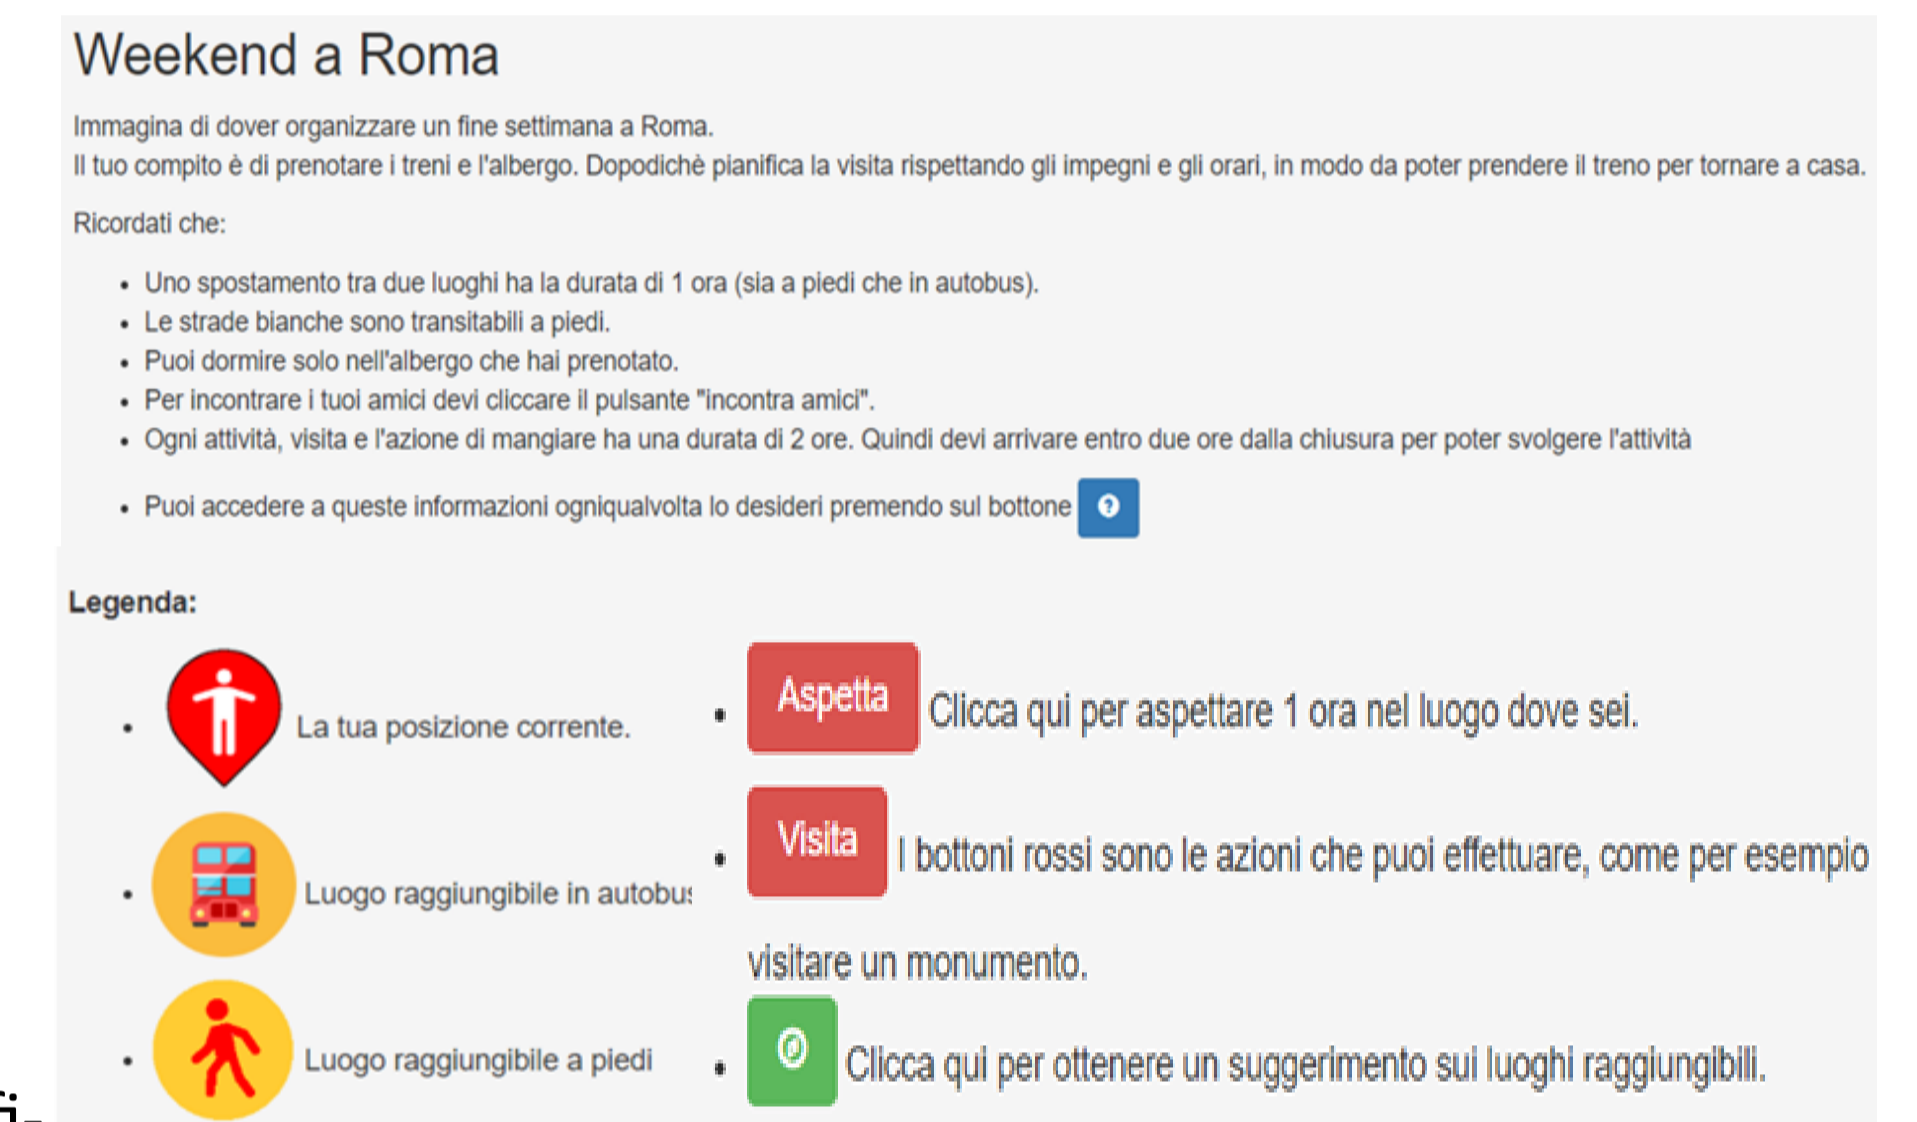 Weekend a Roma
Immagina di dover organizzare un fine settimana a Roma.
Il tuo compito è di prenotare i treni e l'albergo. Dopodichè pianifica la visita rispettando gli impegni e gli orari, in modo da poter prendere il treno per tornare a casa.
Ricordati che:
• Uno spostamento tra due luoghi ha la durata di 1 ora (sia a piedi che in autobus).
• Le strade bianche sono transitabili a piedi.
• Puoi dormire solo nell'albergo che hai prenotato.
• Per incontrare i tuoi amici devi cliccare il pulsante "incontra amici".
• Ogni attività, visita e l'azione di mangiare ha una durata di 2 ore. Quindi devi arrivare entro due ore dalla chiusura per poter svolgere l'attività
• Puoi accedere a queste informazioni ogniqualvolta lo desideri premendo sul bottone ?
Legenda:
• La tua posizione corrente.
• Luogo raggiungibile in autobus
• Luogo raggiungibile a piedi
• Aspetta Clicca qui per aspettare 1 ora nel luogo dove sei.
• Visita I bottoni rossi sono le azioni che puoi effettuare, come per esempio
visitare un monumento.
• Clicca qui per ottenere un suggerimento sui luoghi raggiungibili.